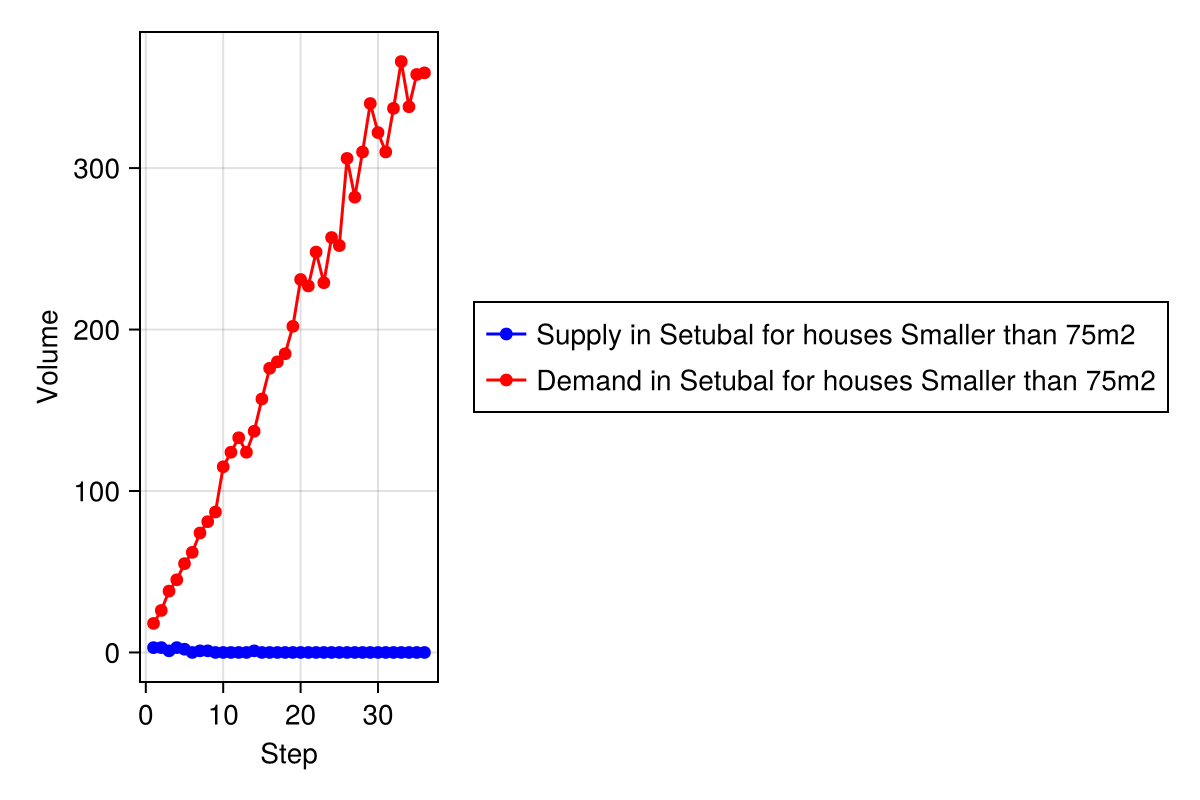 300
200
100
0
Volume
0 10 20 30
Step
Supply in Setubal for houses Smaller than 75m2
Demand in Setubal for houses Smaller than 75m2